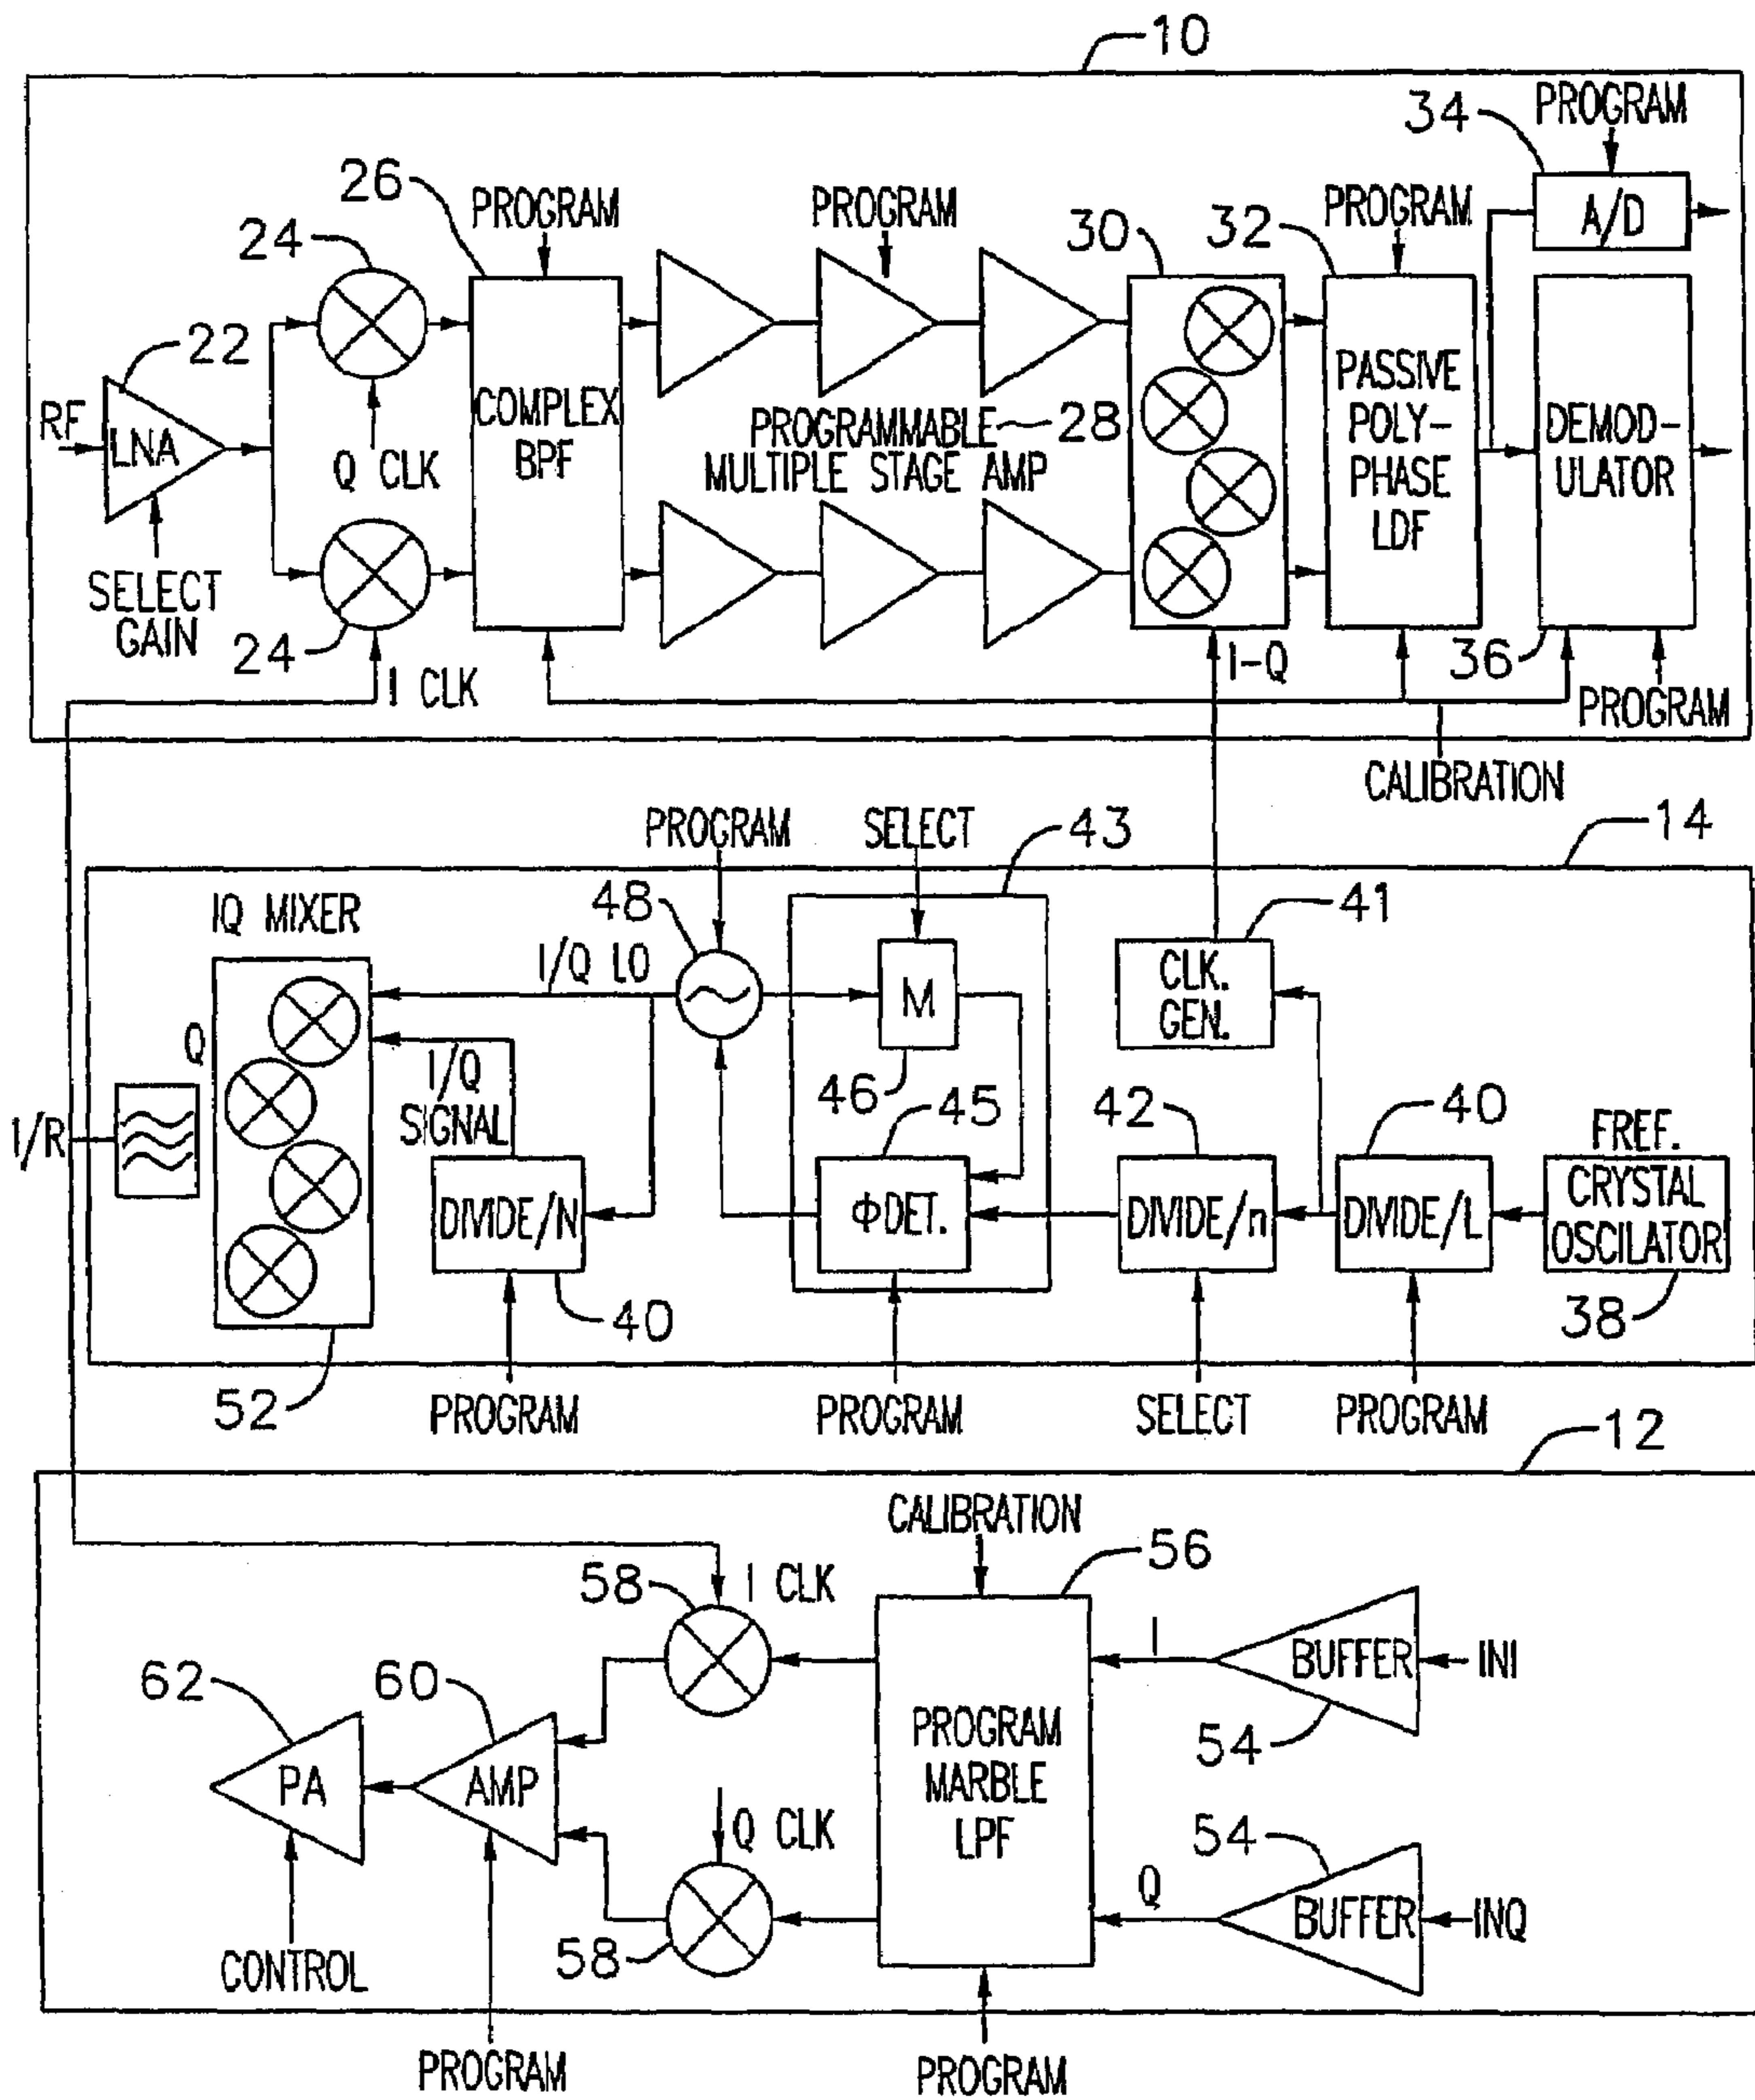 10
34
PROGRAM
A/D
26
PROGRAM
PROGRAM
PROGRAM
24
30
32
22
RF
LNA
Q CLK
COMPLEX
BPF
PROGRAMMABLE
MULTIPLE STAGE AMP
28
PASSIVE
POLY-
PHASE
LDF
DEMOD-
ULATOR
SELECT
GAIN
24
I CLK
I-Q
36
PROGRAM
CALIBRATION
PROGRAM
SELECT
43
14
IQ MIXER
48
41
I/Q LO
M
CLK.
GEN.
Q
I/Q
SIGNAL
46
45
42
40
FREF.
I/R
DIVIDE/N
ΦDET.
DIVIDE/n
DIVIDE/L
CRYSTAL
OSCILATOR
40
38
52
PROGRAM
PROGRAM
SELECT
PROGRAM
12
CALIBRATION
56
58
I CLK
I
BUFFER
INI
62
60
54
PA
AMP
PROGRAM
MARBLE
LPF
Q CLK
54
Q
BUFFER
INQ
58
CONTROL
PROGRAM
PROGRAM